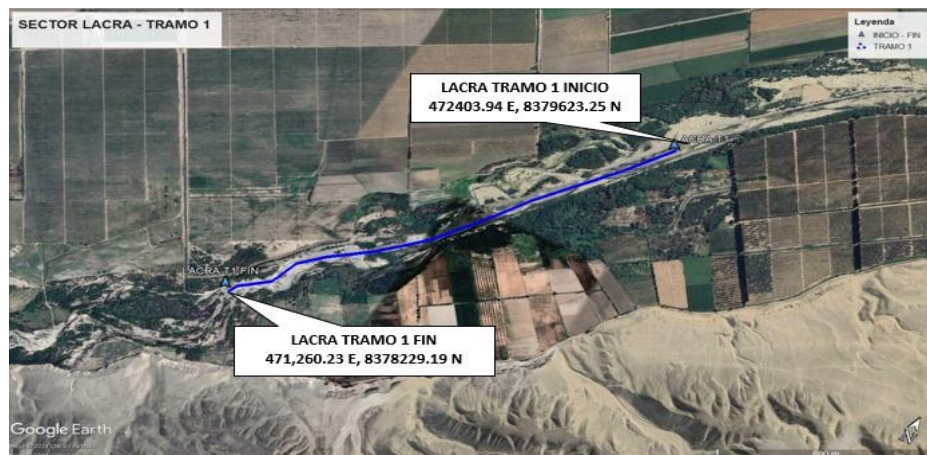 SECTOR LACRA - TRAMO 1
Leyenda
INICIO - FIN
TRAMO 1
LACRA TRAMO 1 INICIO
472403.94 E, 8379623.25 N
LACRA T1 FIN
LACRA TRAMO 1 FIN
471,260.23 E, 8378229.19 N
Google Earth